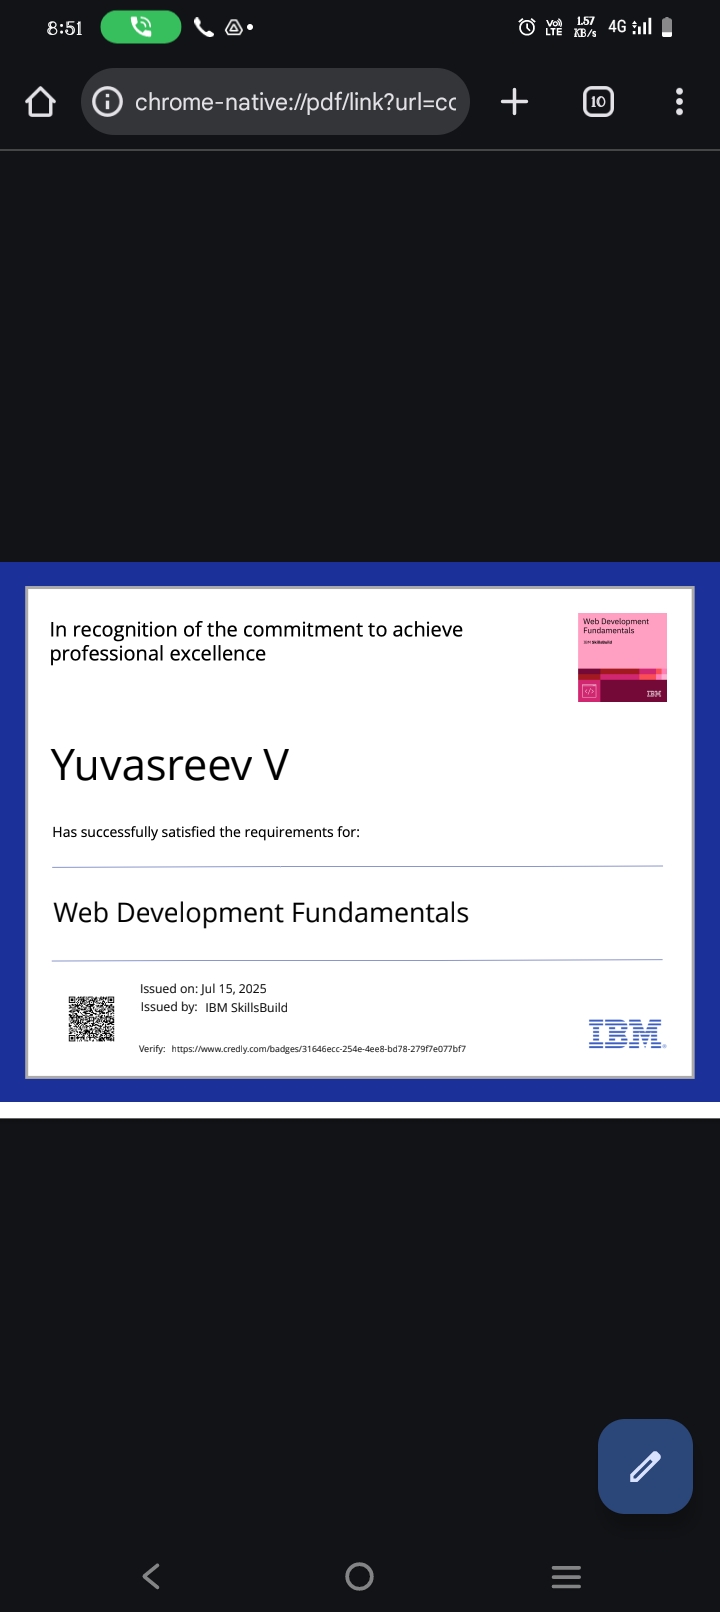 8:51
Vo) 1.57 4G
LTE KB/s
chrome-native://pdf/link?url=cc
10
In recognition of the commitment to achieve
professional excellence
Web Development
Fundamentals
IBM SkillsBuild
</>
IBM
Yuvasreev V
Has successfully satisfied the requirements for:
Web Development Fundamentals
Issued on: Jul 15, 2025
Issued by: IBM SkillsBuild
Verify: https://www.credly.com/badges/31646ecc-254e-4ee8-bd78-279f7e077bf7
IBM®